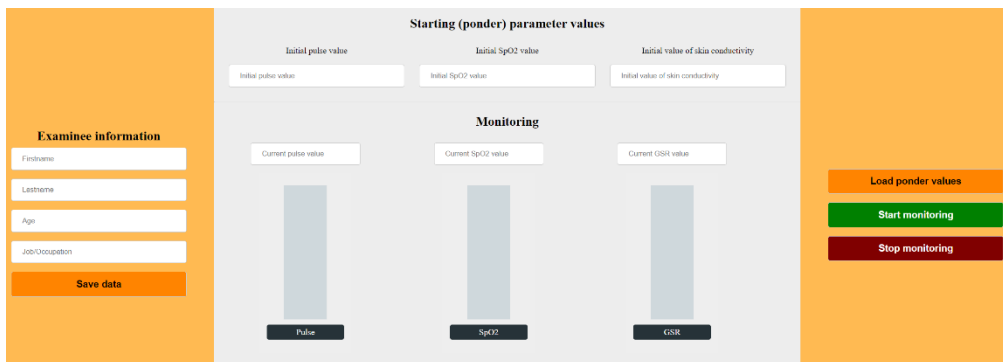 Examinee information
Firstname
Lastname
Age
Job/Occupation
Save data
Starting (ponder) parameter values
Initial pulse value
Initial SpO2 value
Initial value of skin conductivity
Initial pulse value
Initial SpO2 value
Initial value of skin conductivity
Monitoring
Current pulse value
Current SpO2 value
Current GSR value
Pulse
SpO2
GSR
Load ponder values
Start monitoring
Stop monitoring